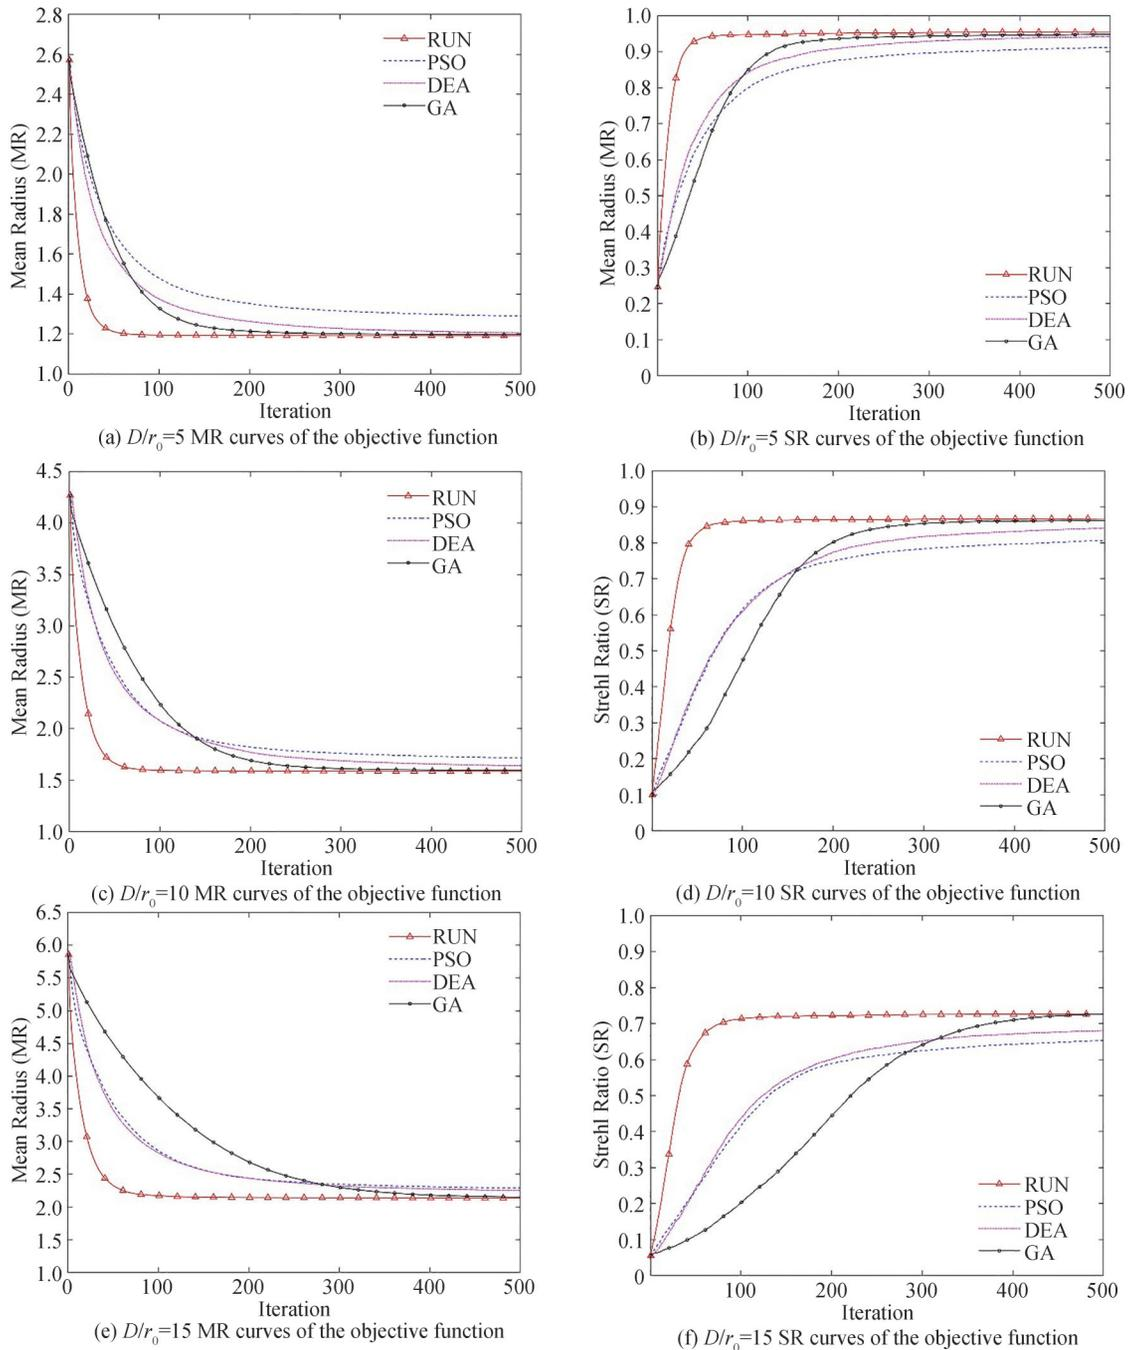 2.8
2.6
2.4
2.2
2.0
1.8
1.6
1.4
1.2
1.0
Mean Radius (MR)
RUN
PSO
DEA
GA
0 100 200 300 400 500
Iteration
(a) D/r0=5 MR curves of the objective function
1.0
0.9
0.8
0.7
0.6
0.5
0.4
0.3
0.2
0.1
0
Mean Radius (MR)
RUN
PSO
DEA
GA
100 200 300 400 500
Iteration
(b) D/r0=5 SR curves of the objective function
4.5
4.0
3.5
3.0
2.5
2.0
1.5
1.0
Mean Radius (MR)
RUN
PSO
DEA
GA
0 100 200 300 400 500
Iteration
(c) D/r0=10 MR curves of the objective function
1.0
0.9
0.8
0.7
0.6
0.5
0.4
0.3
0.2
0.1
0
Strehl Ratio (SR)
RUN
PSO
DEA
GA
100 200 300 400 500
Iteration
(d) D/r0=10 SR curves of the objective function
6.5
6.0
5.5
5.0
4.5
4.0
3.5
3.0
2.5
2.0
1.5
1.0
Mean Radius (MR)
RUN
PSO
DEA
GA
0 100 200 300 400 500
Iteration
(e) D/r0=15 MR curves of the objective function
1.0
0.9
0.8
0.7
0.6
0.5
0.4
0.3
0.2
0.1
0
Strehl Ratio (SR)
RUN
PSO
DEA
GA
100 200 300 400 500
Iteration
(f) D/r0=15 SR curves of the objective function